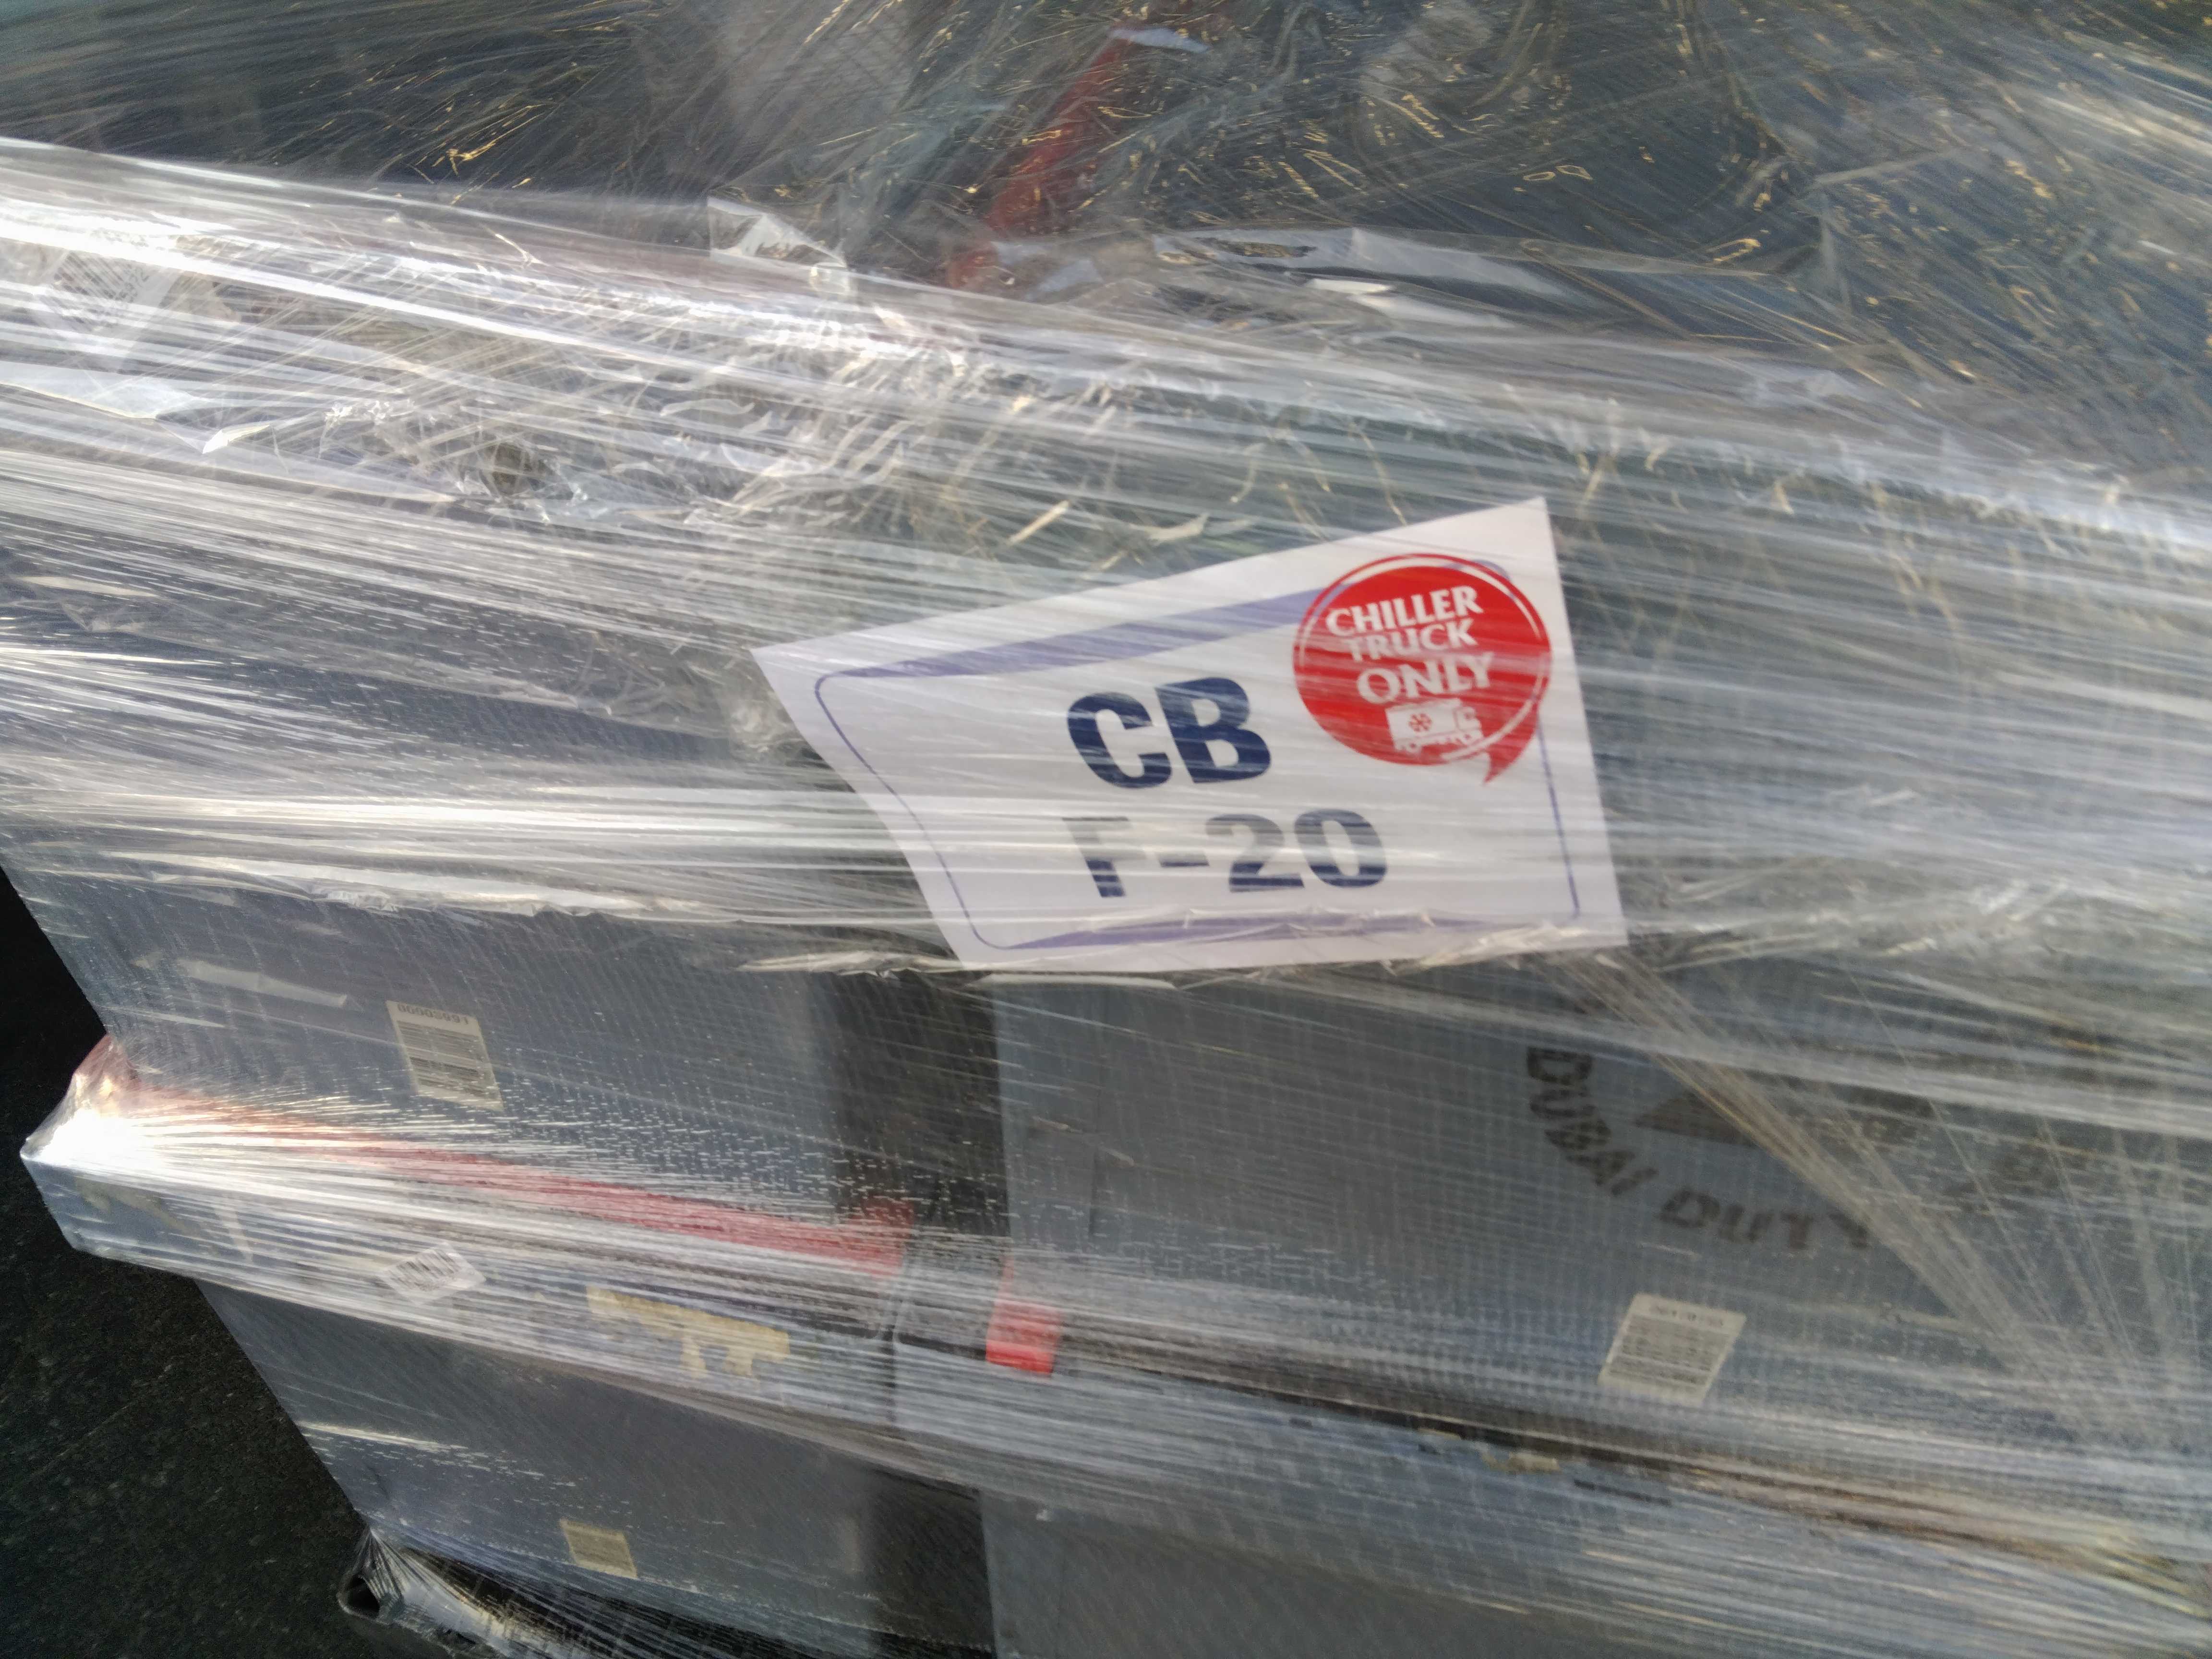 CHILLER
TRUCK
ONLY
CB
F-20
DUBAI DUTY